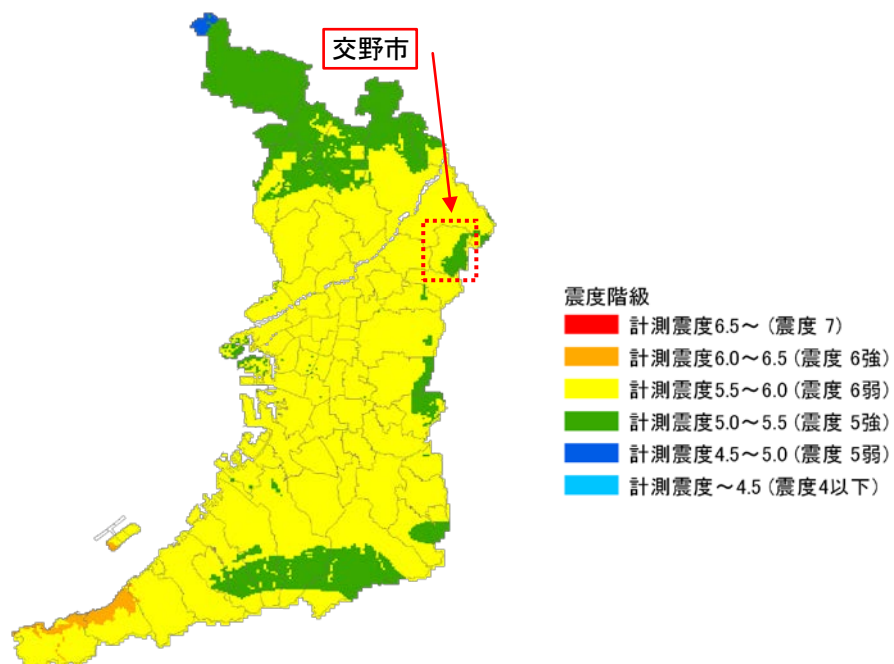 交野市
震度階級
計測震度6.5～ (震度 7)
計測震度6.0～6.5 (震度 6強)
計測震度5.5～6.0 (震度 6弱)
計測震度5.0～5.5 (震度 5強)
計測震度4.5～5.0 (震度 5弱)
計測震度～4.5 (震度4以下)